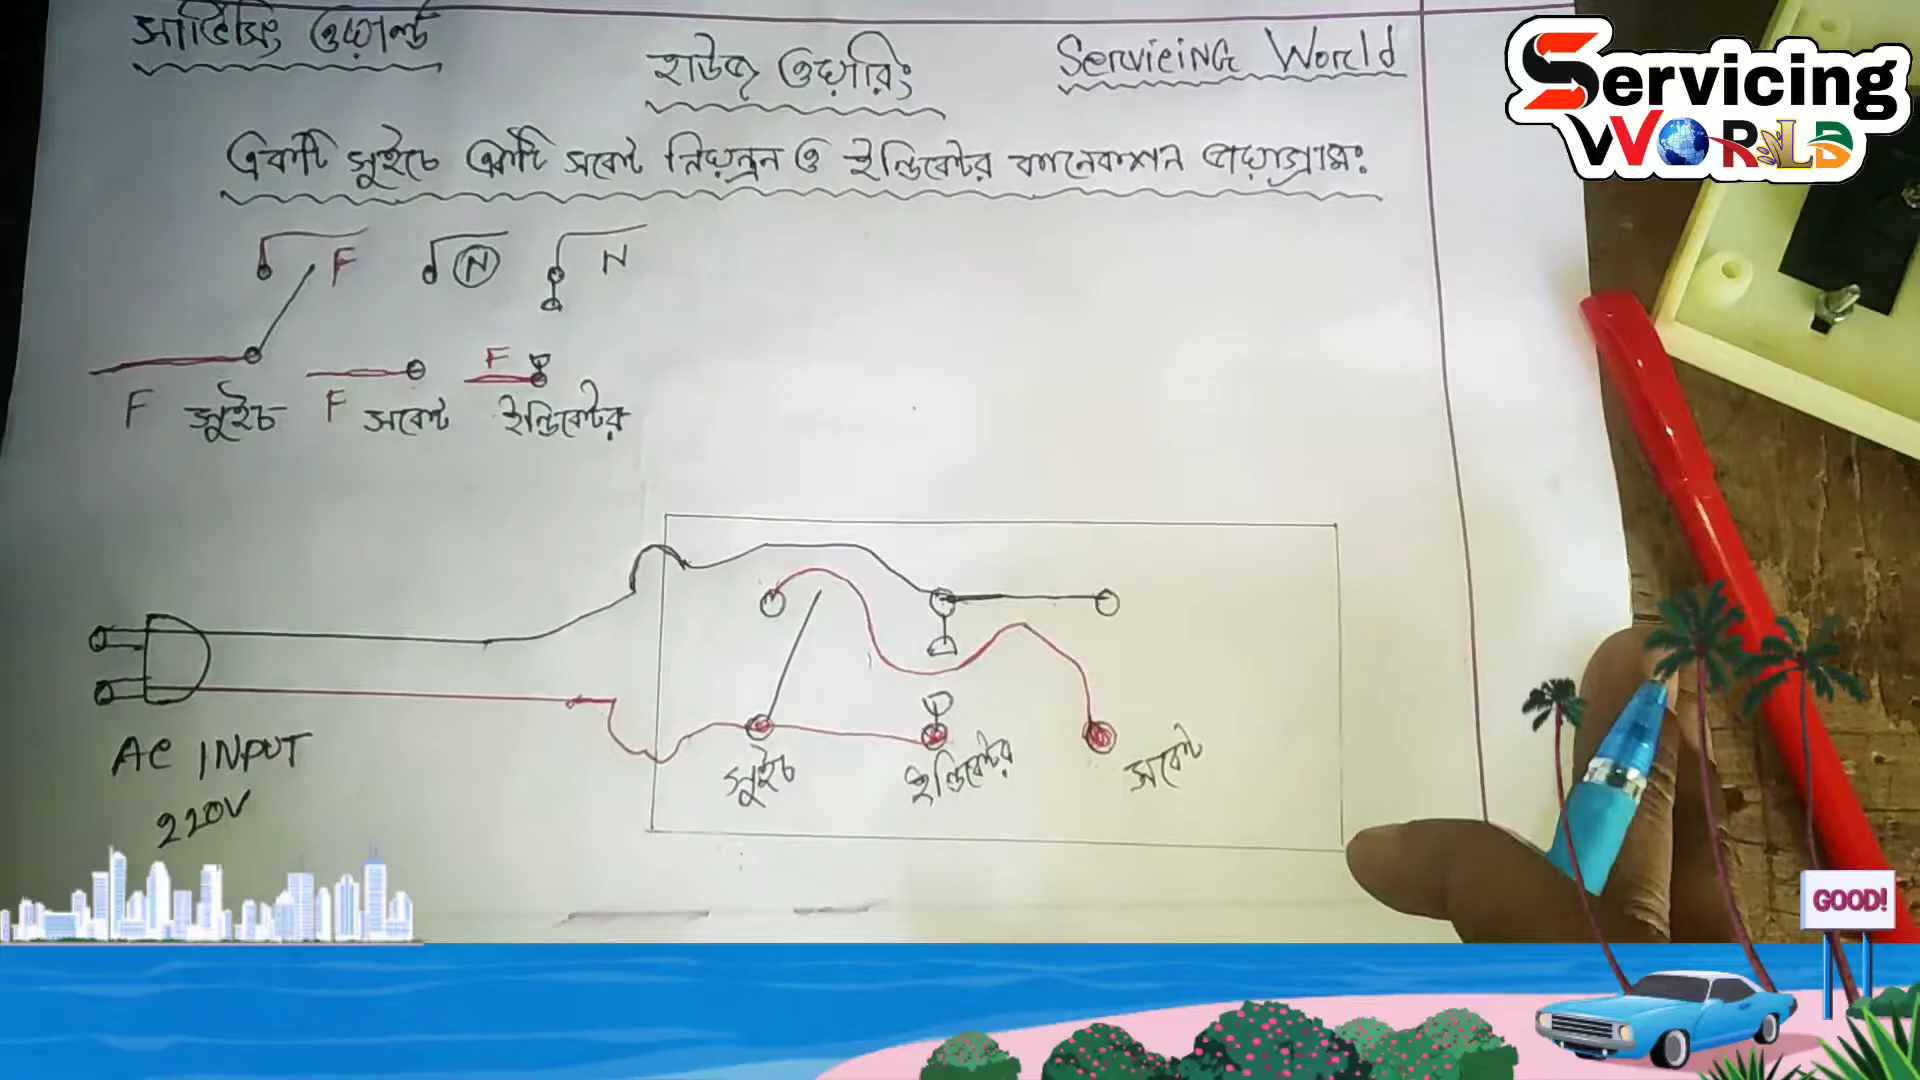 সার্ভিসিং ওয়ার্ল্ড
হাউজ ওয়্যারিং
Servicing World
Servicing
WORLD
একটি সুইচে একটি সকেট নিয়ন্ত্রন ও ইন্ডিকেটর কানেকশন ডায়াগ্রামঃ
F N N
F
F সুইচ F সকেট ইন্ডিকেটর
সুইচ ইন্ডিকেটর সকেট
AC INPUT
220V
GOOD!